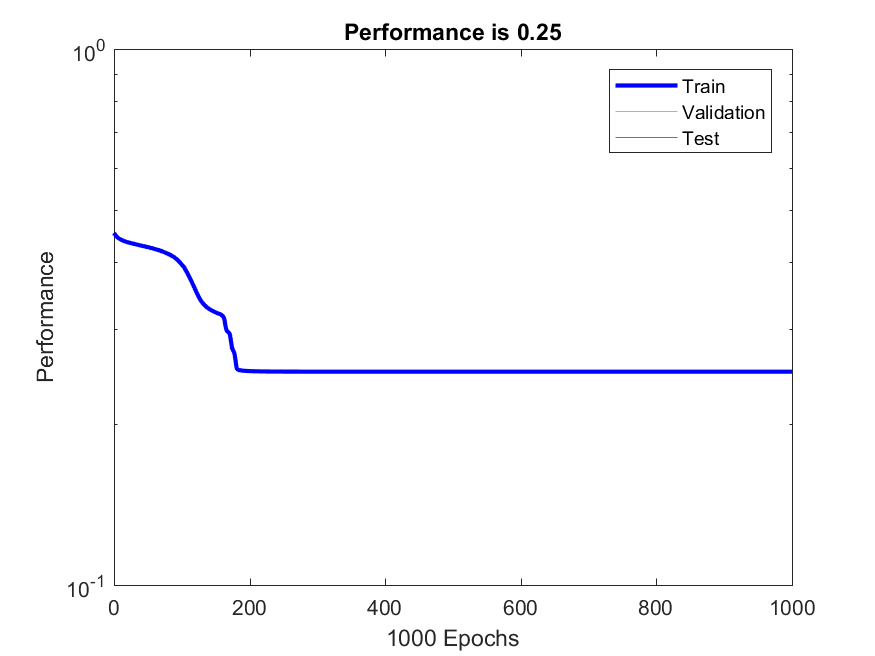 Performance is 0.25
10^0
Train
Validation
Test
Performance
10^-1
0 200 400 600 800 1000
1000 Epochs